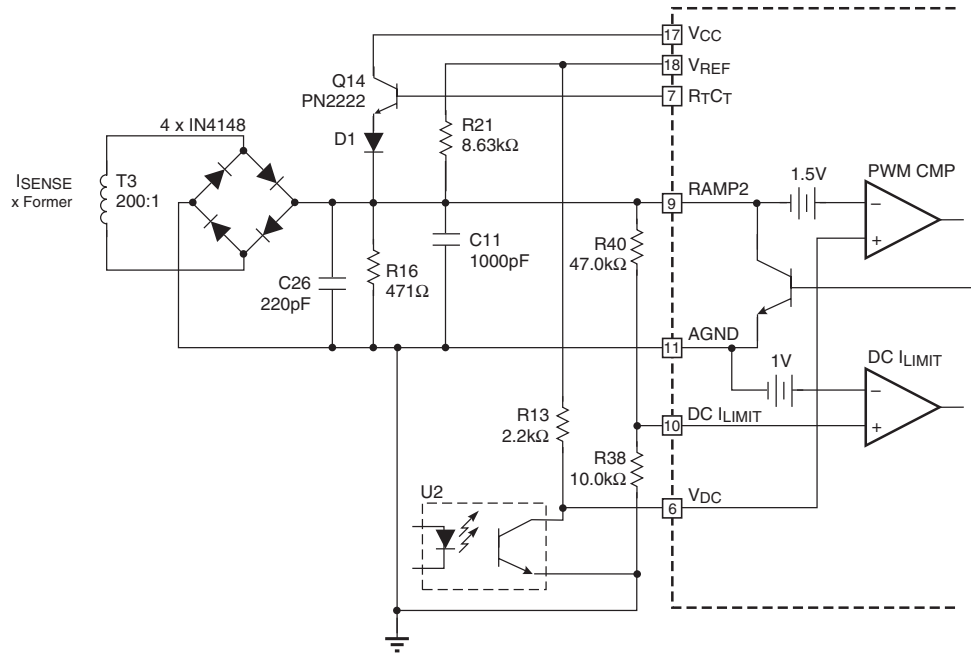 17 VCC
18 VREF
7 RTCT
Q14
PN2222
D1
R21
8.63kΩ
4 x IN4148
ISENSE
x Former
T3
200:1
9 RAMP2
1.5V
PWM CMP
−
+
C26
220pF
R16
471Ω
C11
1000pF
R40
47.0kΩ
11 AGND
1V
DC ILIMIT
−
+
R13
2.2kΩ
10 DC ILIMIT
R38
10.0kΩ
6 VDC
U2